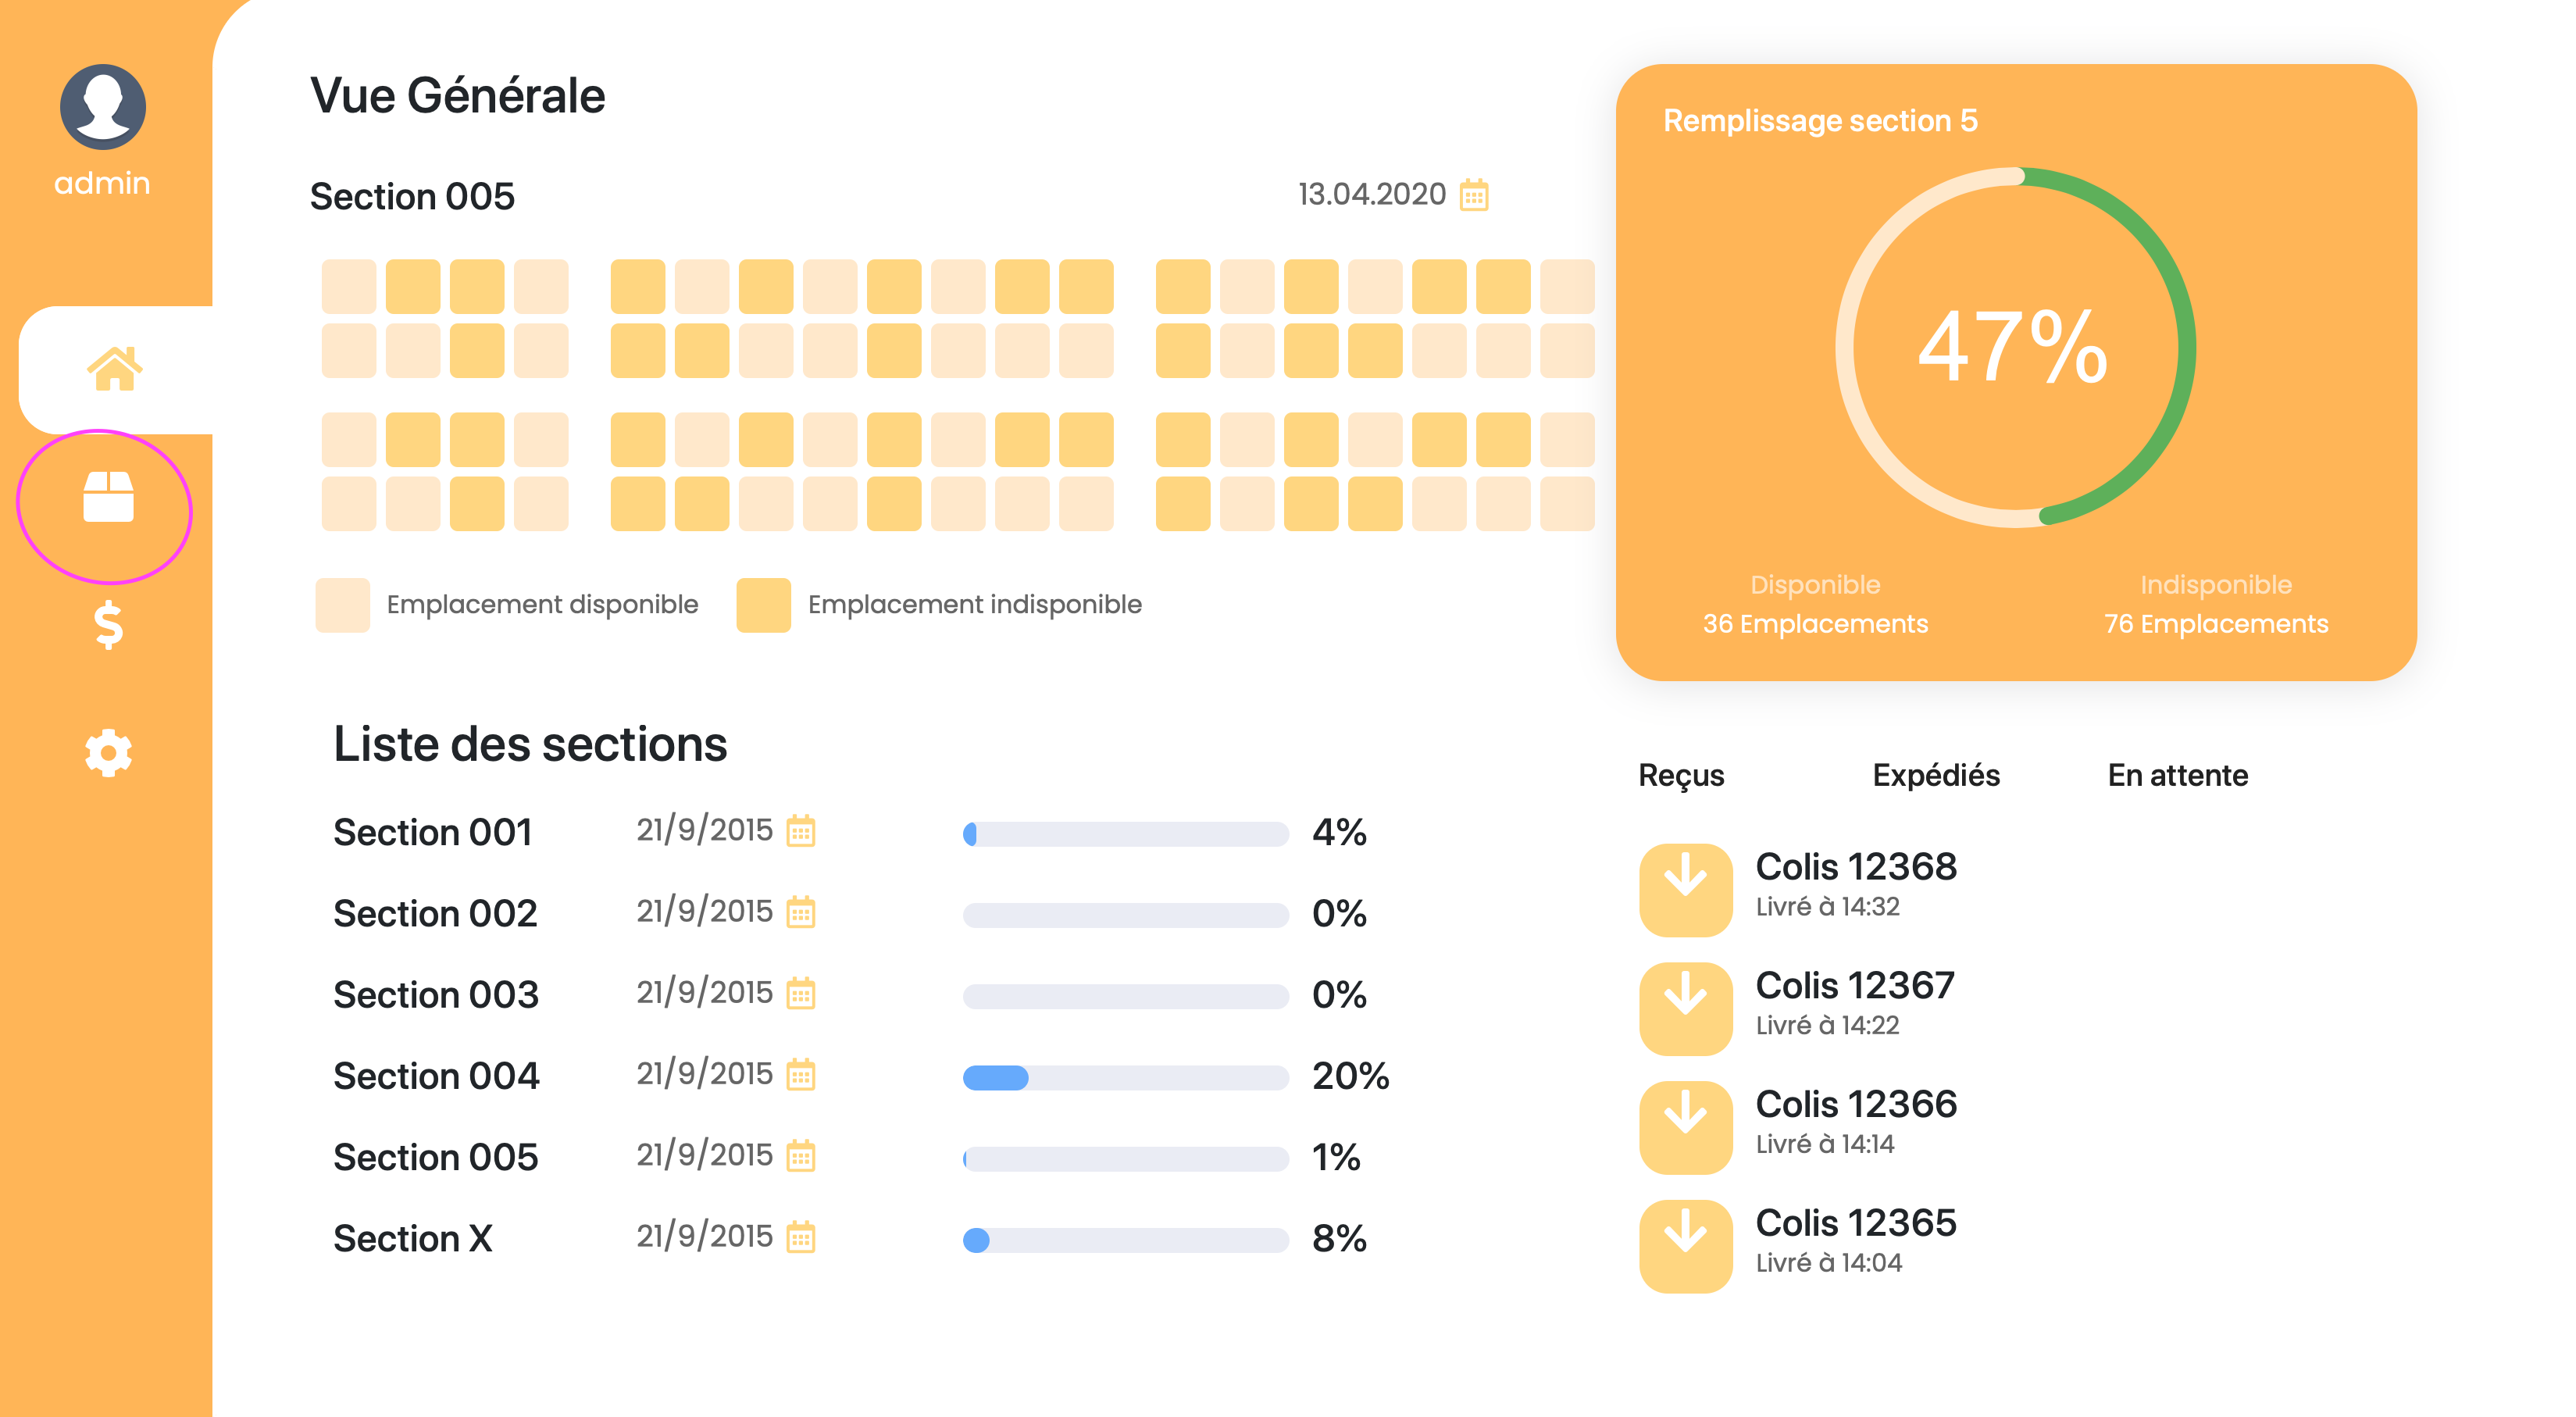 admin
Vue Générale
Section 005
13.04.2020
Emplacement disponible
Emplacement indisponible
Remplissage section 5
47%
Disponible
36 Emplacements
Indisponible
76 Emplacements
Liste des sections
Section 001 21/9/2015 4%
Section 002 21/9/2015 0%
Section 003 21/9/2015 0%
Section 004 21/9/2015 20%
Section 005 21/9/2015 1%
Section X 21/9/2015 8%
Reçus Expédiés En attente
Colis 12368
Livré à 14:32
Colis 12367
Livré à 14:22
Colis 12366
Livré à 14:14
Colis 12365
Livré à 14:04